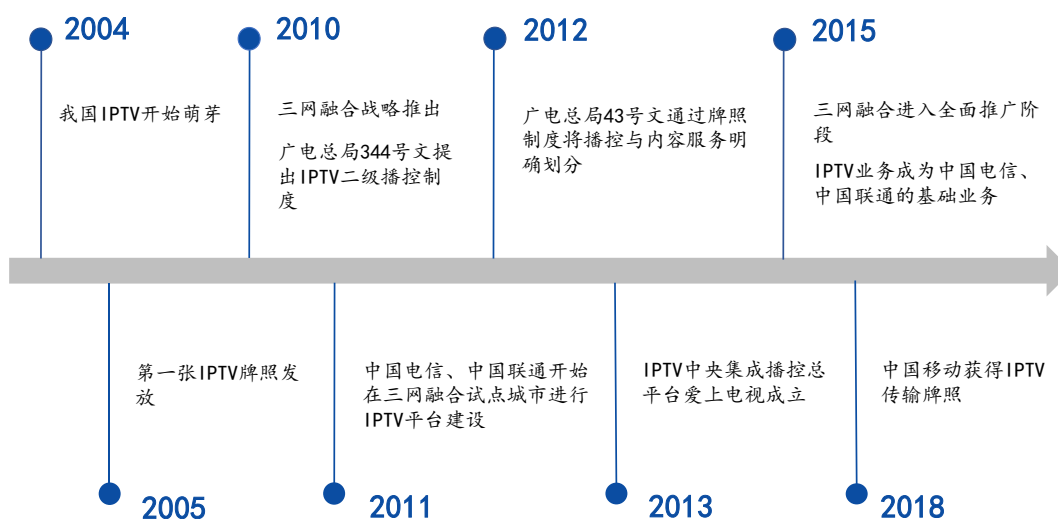 2004
我国IPTV开始萌芽
2010
三网融合战略推出
广电总局344号文提
出IPTV二级播控制
度
2012
广电总局43号文通过牌照
制度将播控与内容服务明
确划分
2015
三网融合进入全面推广阶
段
IPTV业务成为中国电信、
中国联通的基础业务
第一张IPTV牌照发
放
2005
中国电信、中国联通开始
在三网融合试点城市进行
IPTV平台建设
2011
IPTV中央集成播控总
平台爱上电视成立
2013
中国移动获得IPTV
传输牌照
2018